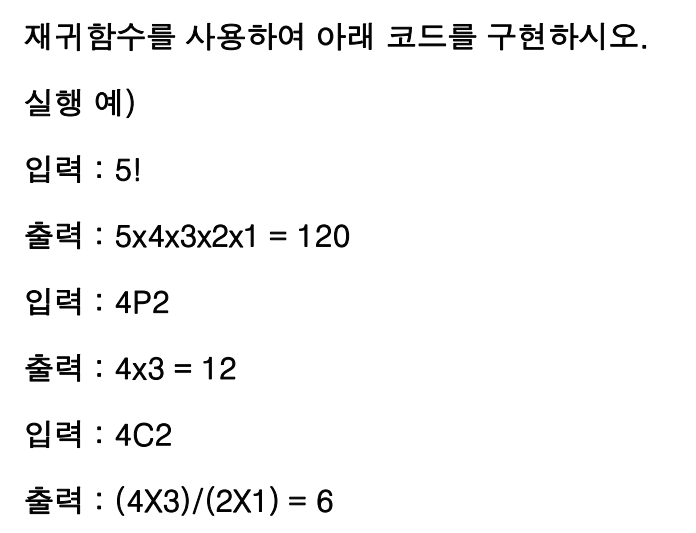 재귀함수를 사용하여 아래 코드를 구현하시오.
실행 예)
입력 : 5!
출력 : 5x4x3x2x1 = 120
입력 : 4P2
출력 : 4x3 = 12
입력 : 4C2
출력 : (4X3)/(2X1) = 6